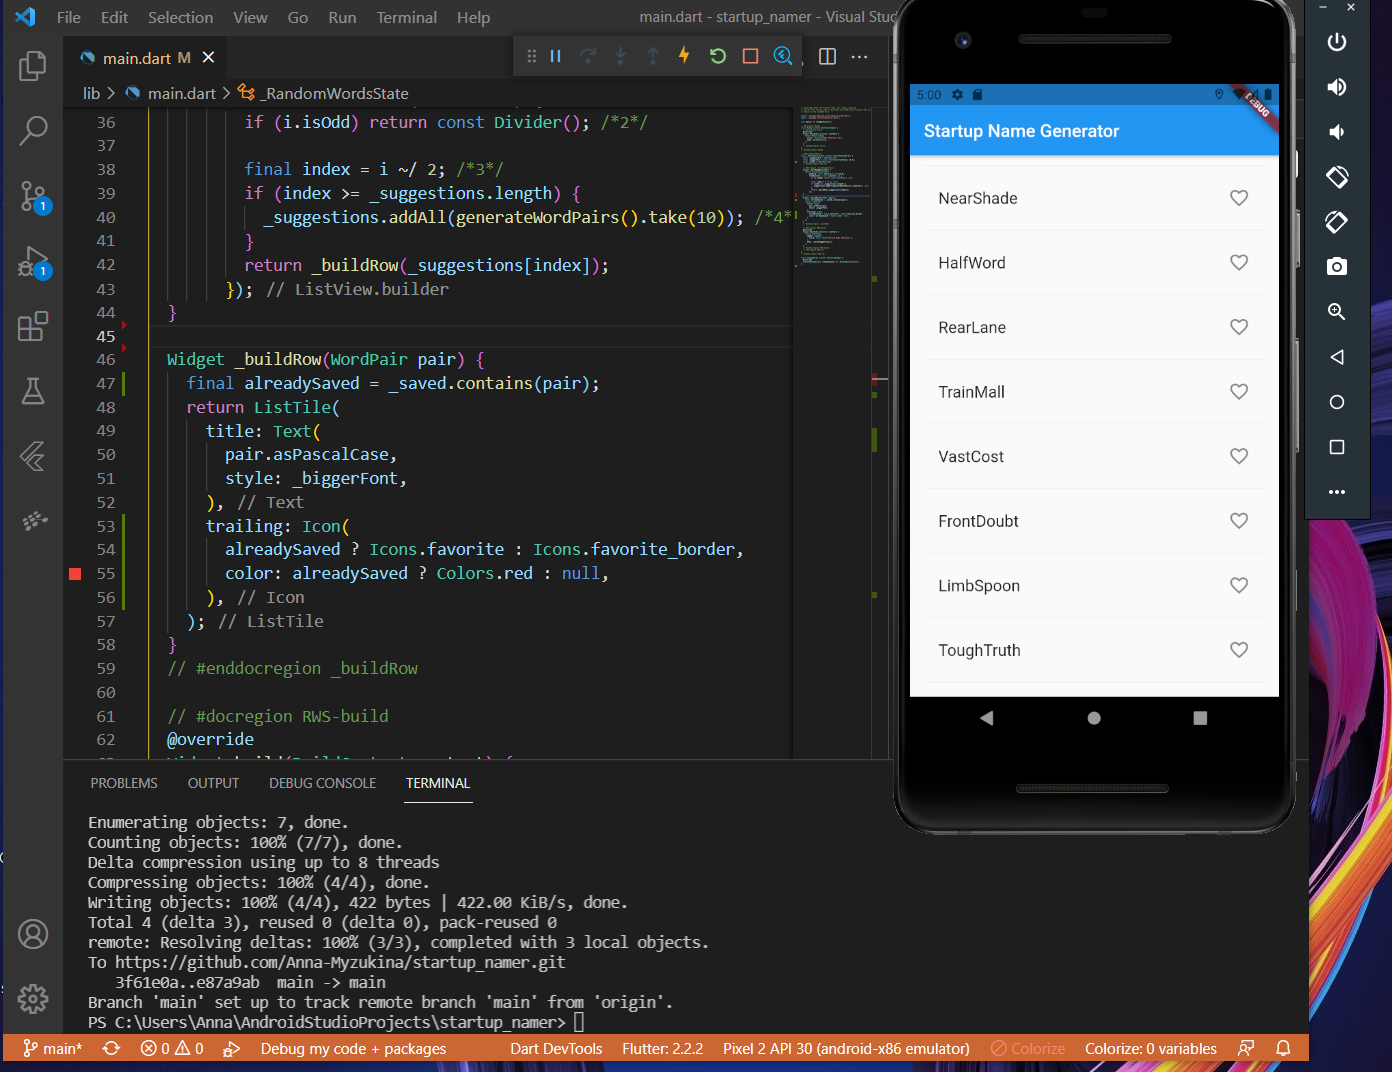 File Edit Selection View Go Run Terminal Help
main.dart - startup_namer - Visual Stu
main.dart M
lib > main.dart > _RandomWordsState
36 if (i.isOdd) return const Divider(); /*2*/
37
38 final index = i ~/ 2; /*3*/
39 if (index >= _suggestions.length) {
40 _suggestions.addAll(generateWordPairs().take(10)); /*4*
41 }
42 return _buildRow(_suggestions[index]);
43 }); // ListView.builder
44 }
45
46 Widget _buildRow(WordPair pair) {
47 final alreadySaved = _saved.contains(pair);
48 return ListTile(
49 title: Text(
50 pair.asPascalCase,
51 style: _biggerFont,
52 ), // Text
53 trailing: Icon(
54 alreadySaved ? Icons.favorite : Icons.favorite_border,
55 color: alreadySaved ? Colors.red : null,
56 ), // Icon
57 ); // ListTile
58 }
59 // #enddocregion _buildRow
60
61 // #docregion RWS-build
62 @override
1
1
PROBLEMS OUTPUT DEBUG CONSOLE TERMINAL
Enumerating objects: 7, done.
Counting objects: 100% (7/7), done.
Delta compression using up to 8 threads
Compressing objects: 100% (4/4), done.
Writing objects: 100% (4/4), 422 bytes | 422.00 KiB/s, done.
Total 4 (delta 3), reused 0 (delta 0), pack-reused 0
remote: Resolving deltas: 100% (3/3), completed with 3 local objects.
To https://github.com/Anna-Myzukina/startup_namer.git
3f61e0a..e87a9ab main -> main
Branch 'main' set up to track remote branch 'main' from 'origin'.
PS C:\Users\Anna\AndroidStudioProjects\startup_namer>
main* 0 0 Debug my code + packages Dart DevTools Flutter: 2.2.2 Pixel 2 API 30 (android-x86 emulator) Colorize Colorize: 0 variables
5:00
DEBUG
Startup Name Generator
NearShade
HalfWord
RearLane
TrainMall
VastCost
FrontDoubt
LimbSpoon
ToughTruth